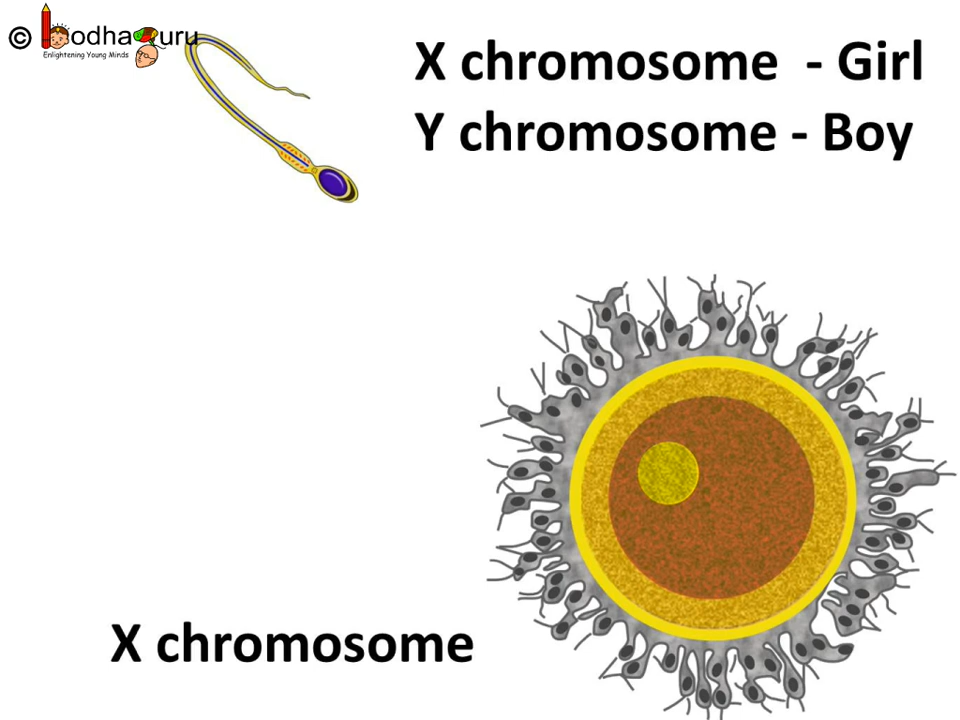 © BodhaGuru
Enlightening Young Minds
X chromosome - Girl
Y chromosome - Boy
X chromosome